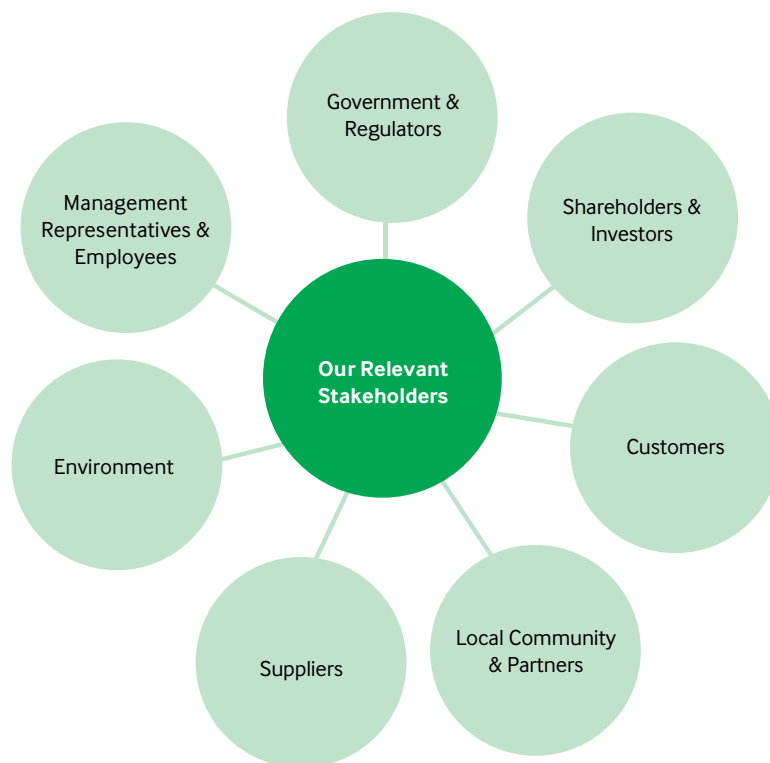 Government &
Regulators
Management
Representatives &
Employees
Shareholders &
Investors
Our Relevant
Stakeholders
Customers
Environment
Local Community
& Partners
Suppliers